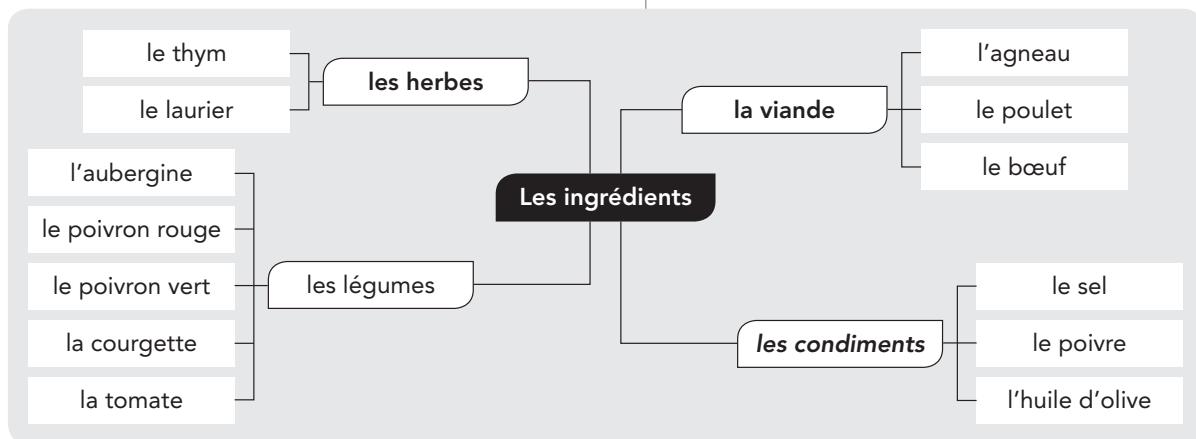 le thym
le laurier
les herbes
l'aubergine
le poivron rouge
le poivron vert
la courgette
la tomate
les légumes
Les ingrédients
la viande
l'agneau
le poulet
le bœuf
les condiments
le sel
le poivre
l'huile d'olive